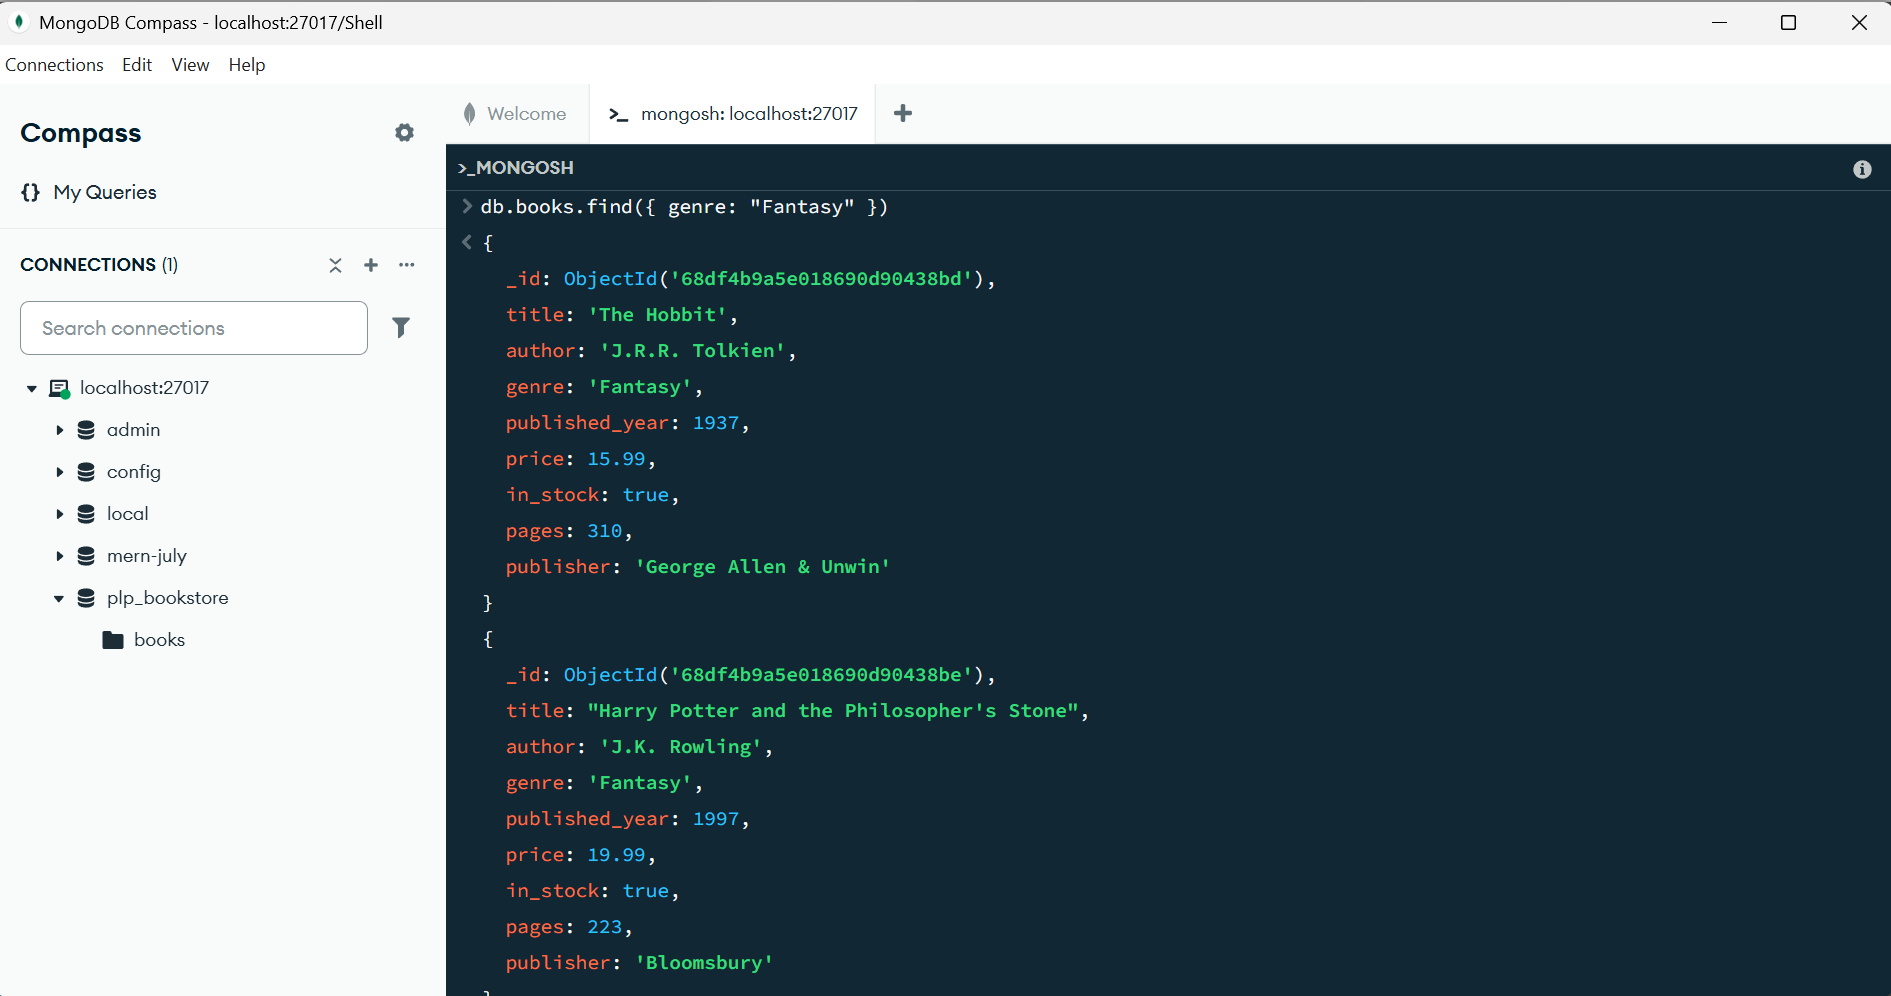 MongoDB Compass - localhost:27017/Shell
Connections Edit View Help
Compass
{} My Queries
CONNECTIONS (1)
Search connections
localhost:27017
admin
config
local
mern-july
plp_bookstore
books
Welcome
>_ mongosh: localhost:27017
>_MONGOSH
> db.books.find({ genre: "Fantasy" })
< {
_id: ObjectId('68df4b9a5e018690d90438bd'),
title: 'The Hobbit',
author: 'J.R.R. Tolkien',
genre: 'Fantasy',
published_year: 1937,
price: 15.99,
in_stock: true,
pages: 310,
publisher: 'George Allen & Unwin'
}
{
_id: ObjectId('68df4b9a5e018690d90438be'),
title: "Harry Potter and the Philosopher's Stone",
author: 'J.K. Rowling',
genre: 'Fantasy',
published_year: 1997,
price: 19.99,
in_stock: true,
pages: 223,
publisher: 'Bloomsbury'
}